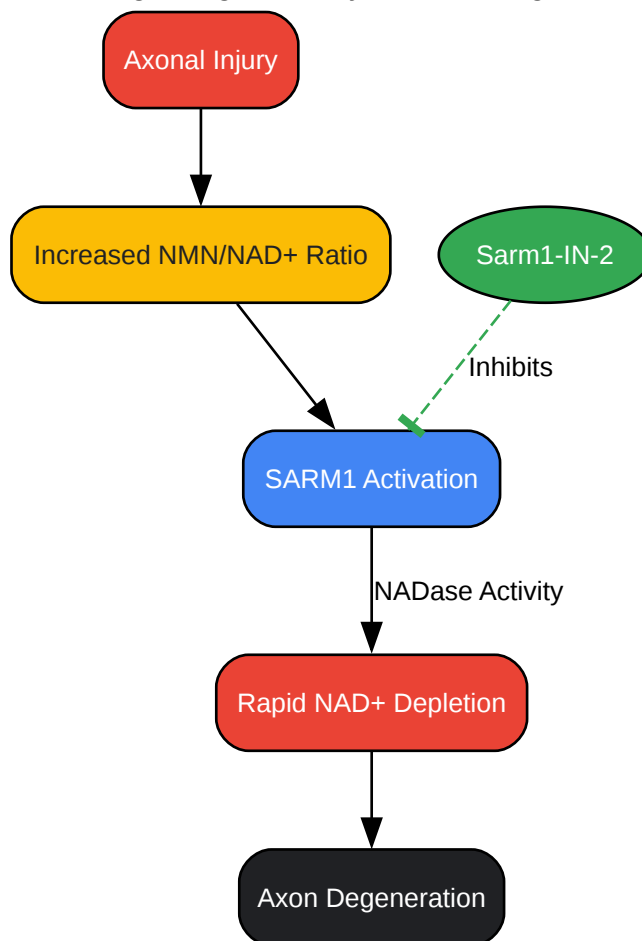 Axonal Injury
Increased NMN/NAD+ Ratio
Sarm1-IN-2
Inhibits
SARM1 Activation
NADase Activity
Rapid NAD+ Depletion
Axon Degeneration